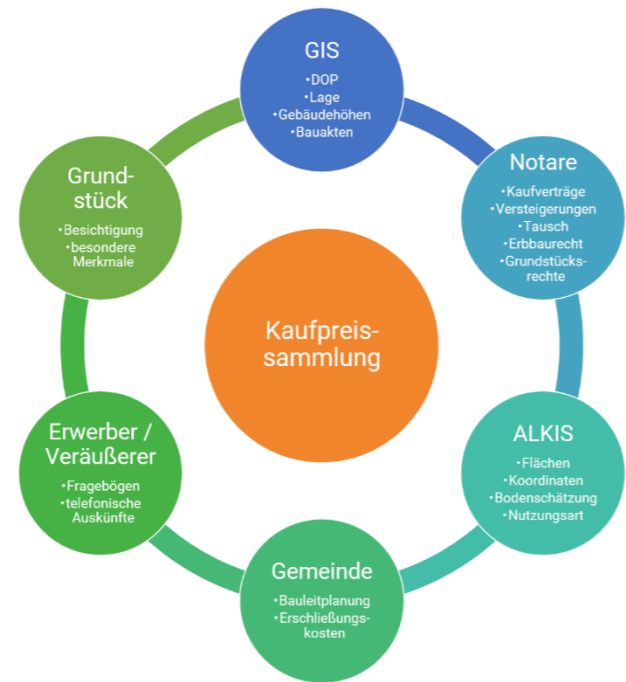 GIS
•DOP
•Lage
•Gebäudehöhen
•Bauakten
Notare
•Kaufverträge
•Versteigerungen
•Tausch
•Erbbaurecht
•Grundstücks-
rechte
ALKIS
•Flächen
•Koordinaten
•Bodenschätzung
•Nutzungsart
Gemeinde
•Bauleitplanung
•Erschließungs-
kosten
Erwerber /
Veräußerer
•Fragebögen
•telefonische
Auskünfte
Grund-
stück
•Besichtigung
•besondere
Merkmale
Kaufpreis-
sammlung